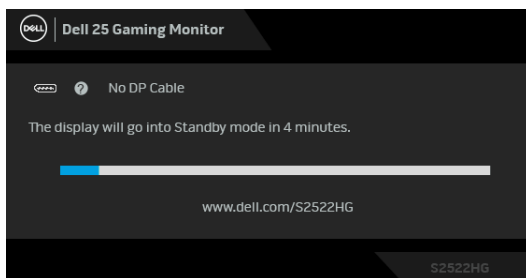 DELL
Dell 25 Gaming Monitor
? No DP Cable
The display will go into Standby mode in 4 minutes.
www.dell.com/S2522HG
S2522HG